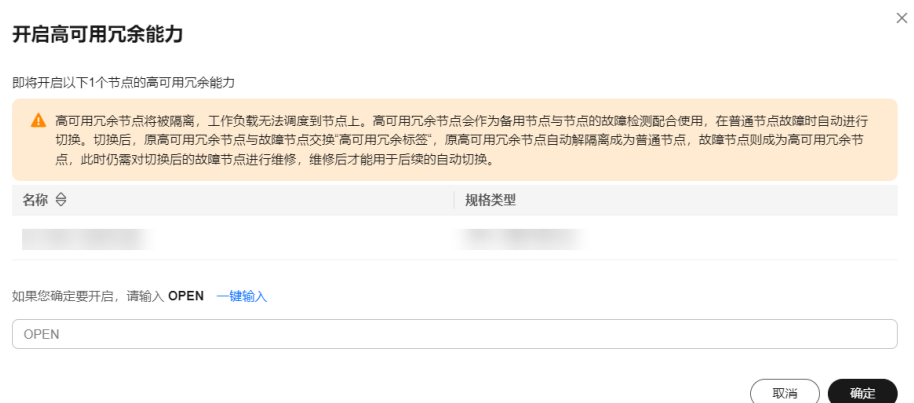 开启高可用冗余能力
即将开启以下1个节点的高可用冗余能力
高可用冗余节点将被隔离，工作负载无法调度到节点上。高可用冗余节点会作为备用节点与节点的故障检测配合使用，在普通节点故障时自动进行
切换。切换后，原高可用冗余节点与故障节点交换“高可用冗余标签”，原高可用冗余节点自动解隔离成为普通节点，故障节点则成为高可用冗余节
点，此时仍需对切换后的故障节点进行维修，维修后才能用于后续的自动切换。
名称 规格类型
如果您确定要开启，请输入 OPEN 一键输入
OPEN
取消 确定